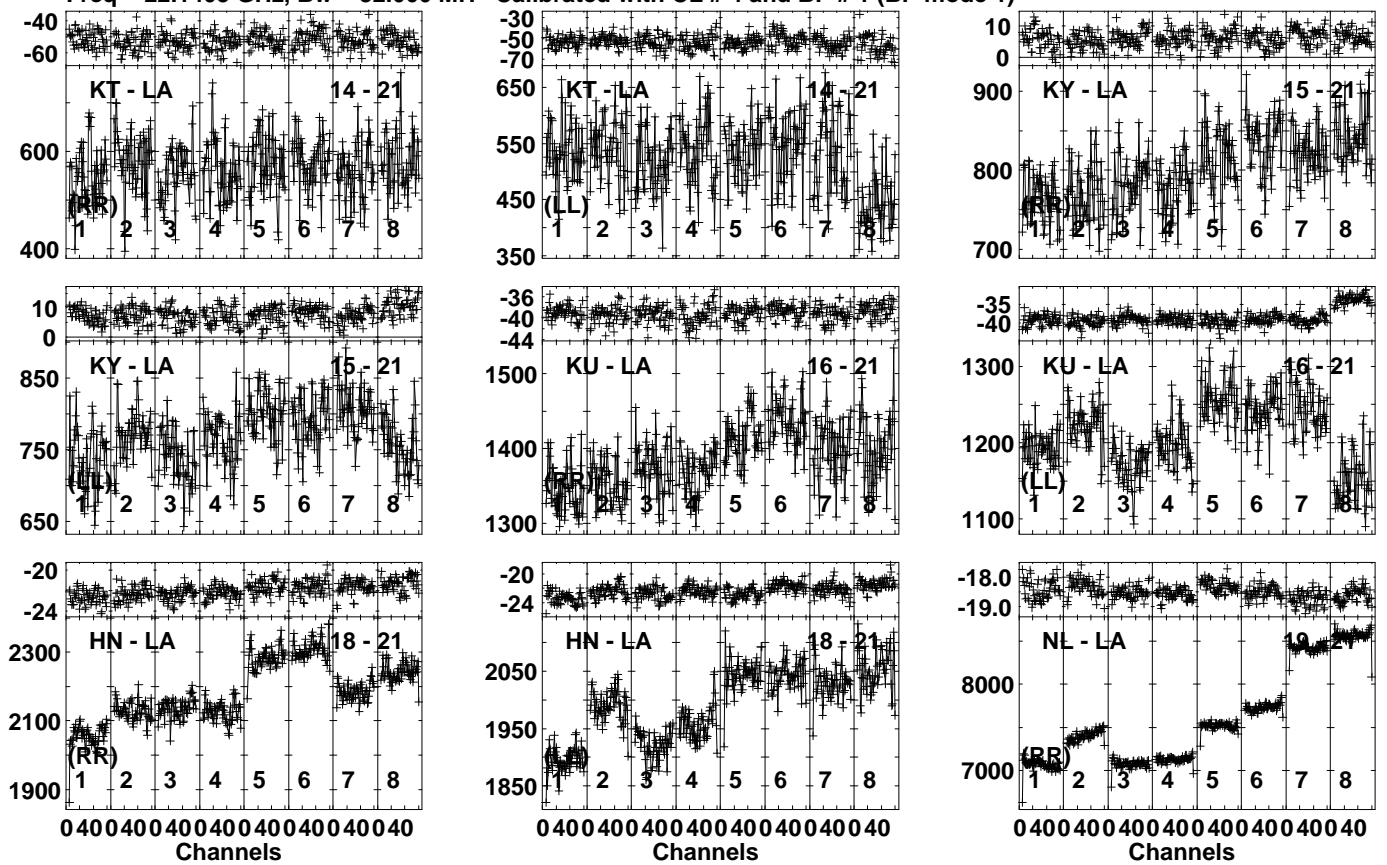 -40 -30 10
-60 -50 0
-70
KT - LA 14 - 21 KT - LA 14 - 21 KY - LA 15 - 21
600 400 (RR) 1 2 3 4 5 6 7 8
650 550 450 350 (LL) 1 2 3 4 5 6 7 8
900 800 700 (RR) 1 2 3 4 5 6 7 8
10 0 -36 -40 -44 -35 -40
KY - LA 15 - 21 KU - LA 16 - 21 KU - LA 16 - 21
850 750 650 (LL) 1 2 3 4 5 6 7 8
1500 1400 1300 (RR) 1 2 3 4 5 6 7 8
1300 1200 1100 (LL) 1 2 3 4 5 6 7 8
-20 -24 -20 -24 -18.0 -19.0
HN - LA 18 - 21 HN - LA 18 - 21 NL - LA 19 - 21
2300 2100 1900 (RR) 1 2 3 4 5 6 7 8
2050 1950 1850 (LL) 1 2 3 4 5 6 7 8
8000 7000 (RR) 1 2 3 4 5 6 7 8
0 40 0 40 0 40 0 40 0 40 0 40 0 40 0 40
0 40 0 40 0 40 0 40 0 40 0 40 0 40 0 40
0 40 0 40 0 40 0 40 0 40 0 40 0 40 0 40
Channels Channels Channels